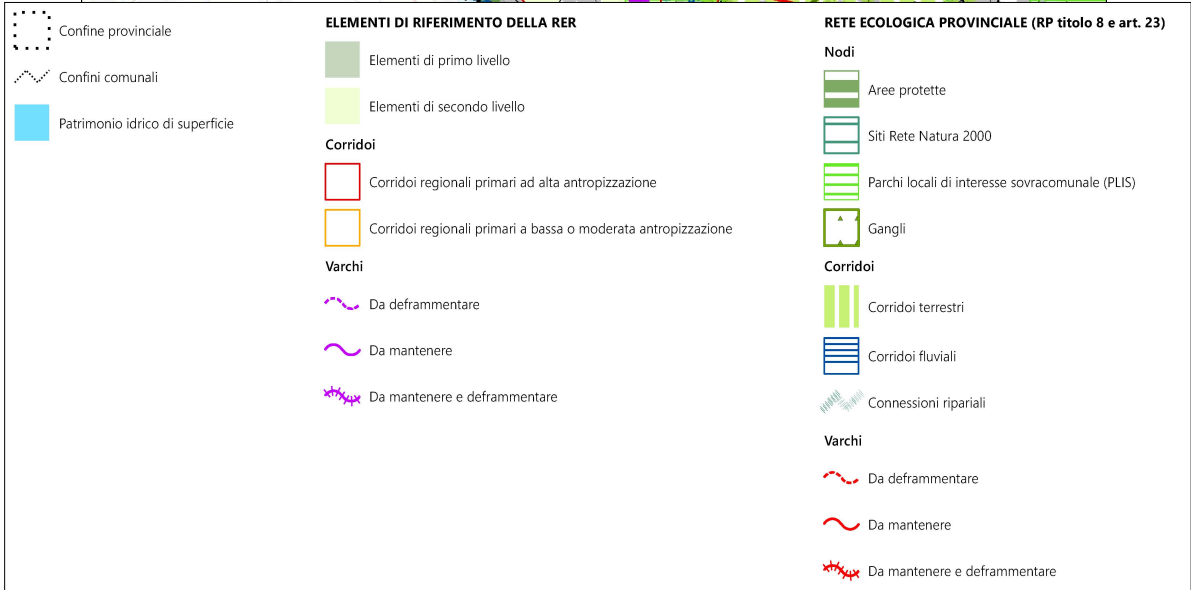 Confine provinciale
Confini comunali
Patrimonio idrico di superficie
ELEMENTI DI RIFERIMENTO DELLA RER
Elementi di primo livello
Elementi di secondo livello
Corridoi
Corridoi regionali primari ad alta antropizzazione
Corridoi regionali primari a bassa o moderata antropizzazione
Varchi
Da deframmentare
Da mantenere
Da mantenere e deframmentare
RETE ECOLOGICA PROVINCIALE (RP titolo 8 e art. 23)
Nodi
Aree protette
Siti Rete Natura 2000
Parchi locali di interesse sovracomunale (PLIS)
Gangli
Corridoi
Corridoi terrestri
Corridoi fluviali
Connessioni ripariali
Varchi
Da deframmentare
Da mantenere
Da mantenere e deframmentare